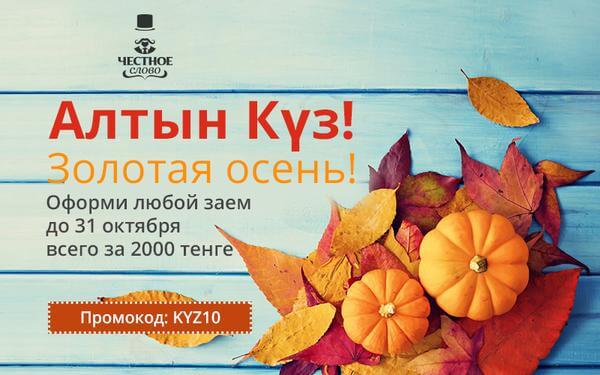 ЧЕСТНОЕ
СЛОВО
Алтын Күз!
Золотая осень!
Оформи любой заем
до 31 октября
всего за 2000 тенге
Промокод: KYZ10